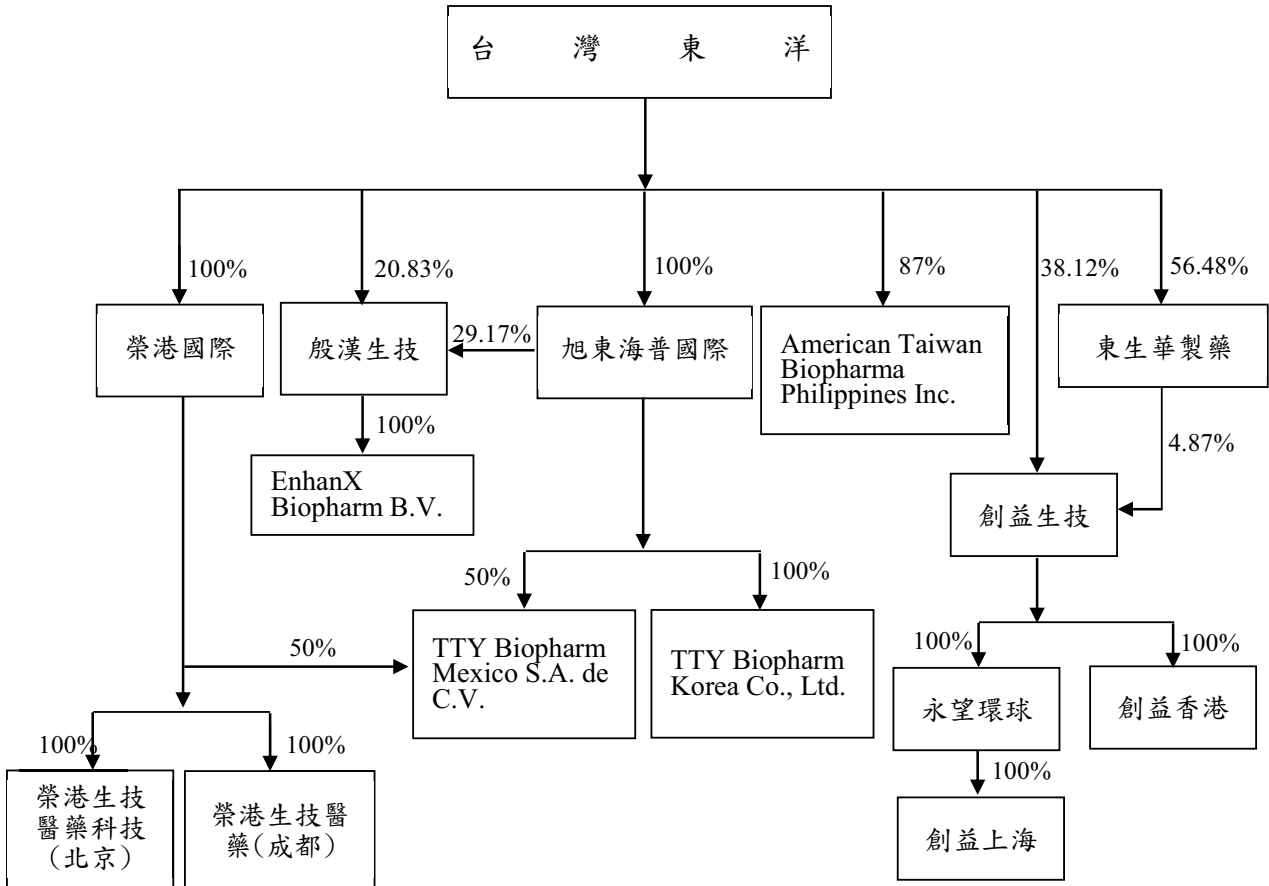 台灣東洋
100%
20.83%
100%
87%
38.12%
56.48%
榮港國際
殷漢生技
29.17%
旭東海普國際
American Taiwan
Biopharma
Philippines Inc.
東生華製藥
100%
4.87%
EnhanX
Biopharm B.V.
創益生技
50%
100%
50%
TTY Biopharm
Mexico S.A. de
C.V.
TTY Biopharm
Korea Co., Ltd.
100%
100%
永望環球
創益香港
100%
100%
100%
榮港生技
醫藥科技
(北京)
榮港生技醫
藥(成都)
創益上海